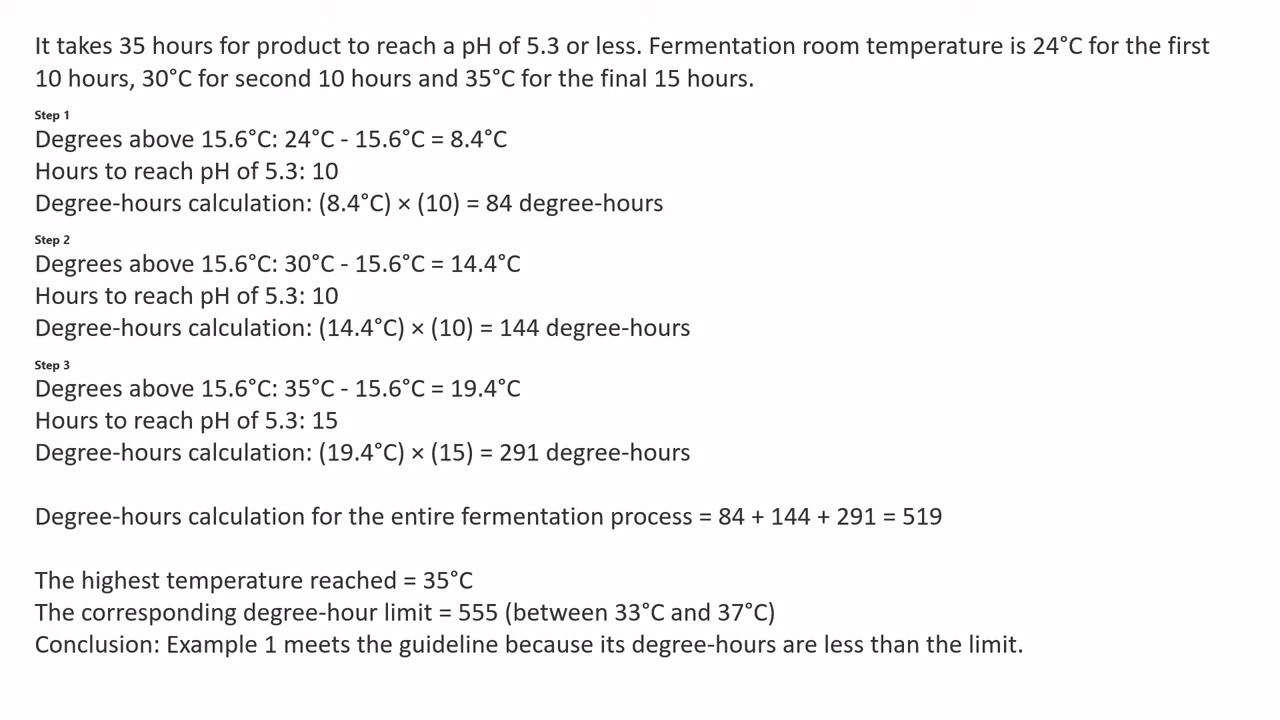 It takes 35 hours for product to reach a pH of 5.3 or less. Fermentation room temperature is 24°C for the first
10 hours, 30°C for second 10 hours and 35°C for the final 15 hours.
Step 1
Degrees above 15.6°C: 24°C - 15.6°C = 8.4°C
Hours to reach pH of 5.3: 10
Degree-hours calculation: (8.4°C) × (10) = 84 degree-hours
Step 2
Degrees above 15.6°C: 30°C - 15.6°C = 14.4°C
Hours to reach pH of 5.3: 10
Degree-hours calculation: (14.4°C) × (10) = 144 degree-hours
Step 3
Degrees above 15.6°C: 35°C - 15.6°C = 19.4°C
Hours to reach pH of 5.3: 15
Degree-hours calculation: (19.4°C) × (15) = 291 degree-hours
Degree-hours calculation for the entire fermentation process = 84 + 144 + 291 = 519
The highest temperature reached = 35°C
The corresponding degree-hour limit = 555 (between 33°C and 37°C)
Conclusion: Example 1 meets the guideline because its degree-hours are less than the limit.